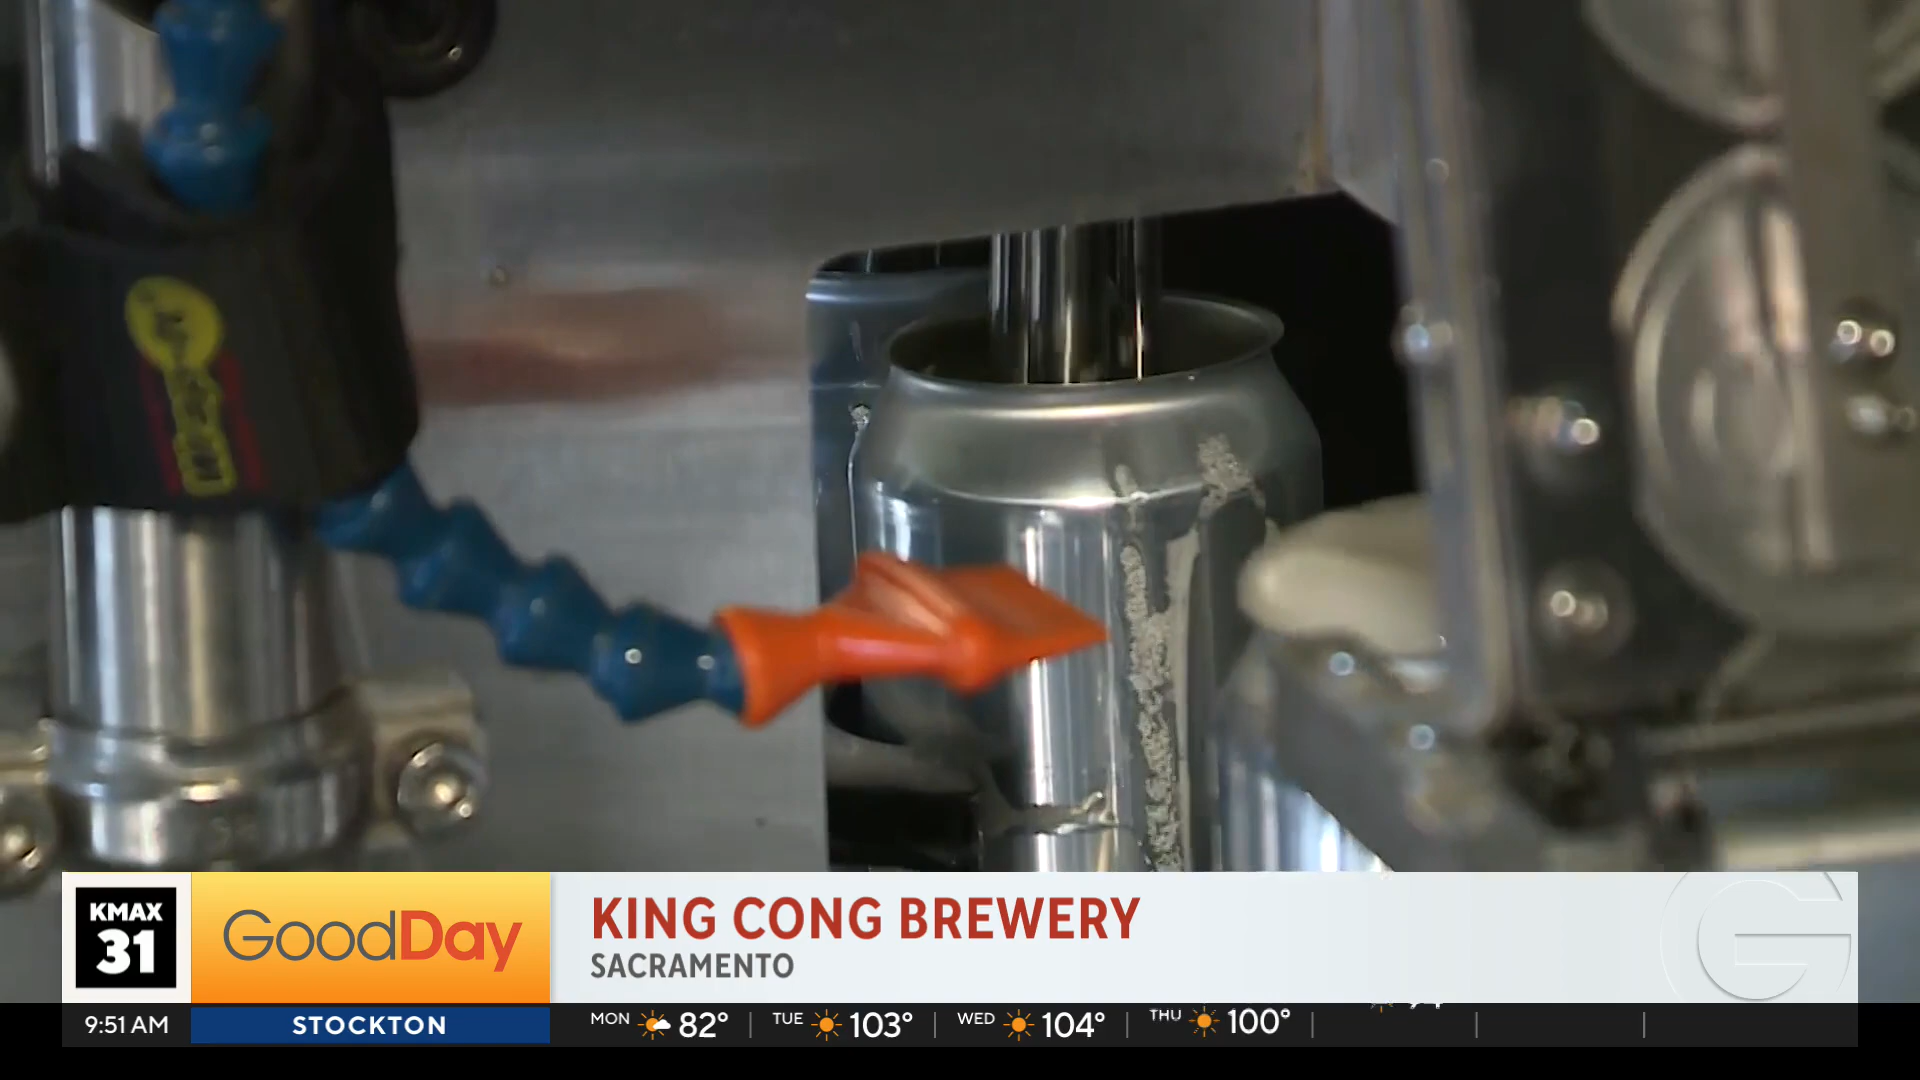 KMAX
31
GoodDay
KING CONG BREWERY
SACRAMENTO
9:51 AM
STOCKTON
MON 82°
TUE 103°
WED 104°
THU 100°